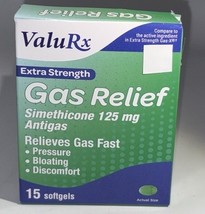 ValuRx
Compare to
the active ingredient
in Extra Strength Gas-X®†
Extra Strength
Gas Relief
Simethicone 125 mg
Antigas
Relieves Gas Fast
• Pressure
• Bloating
• Discomfort
15 softgels
Actual Size